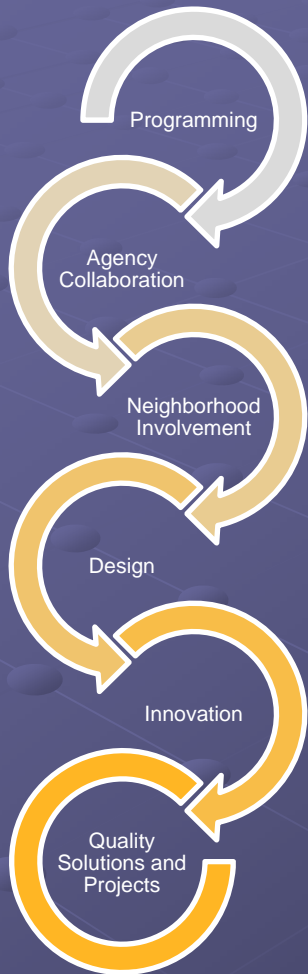 Programming
Agency
Collaboration
Neighborhood
Involvement
Design
Innovation
Quality
Solutions and
Projects